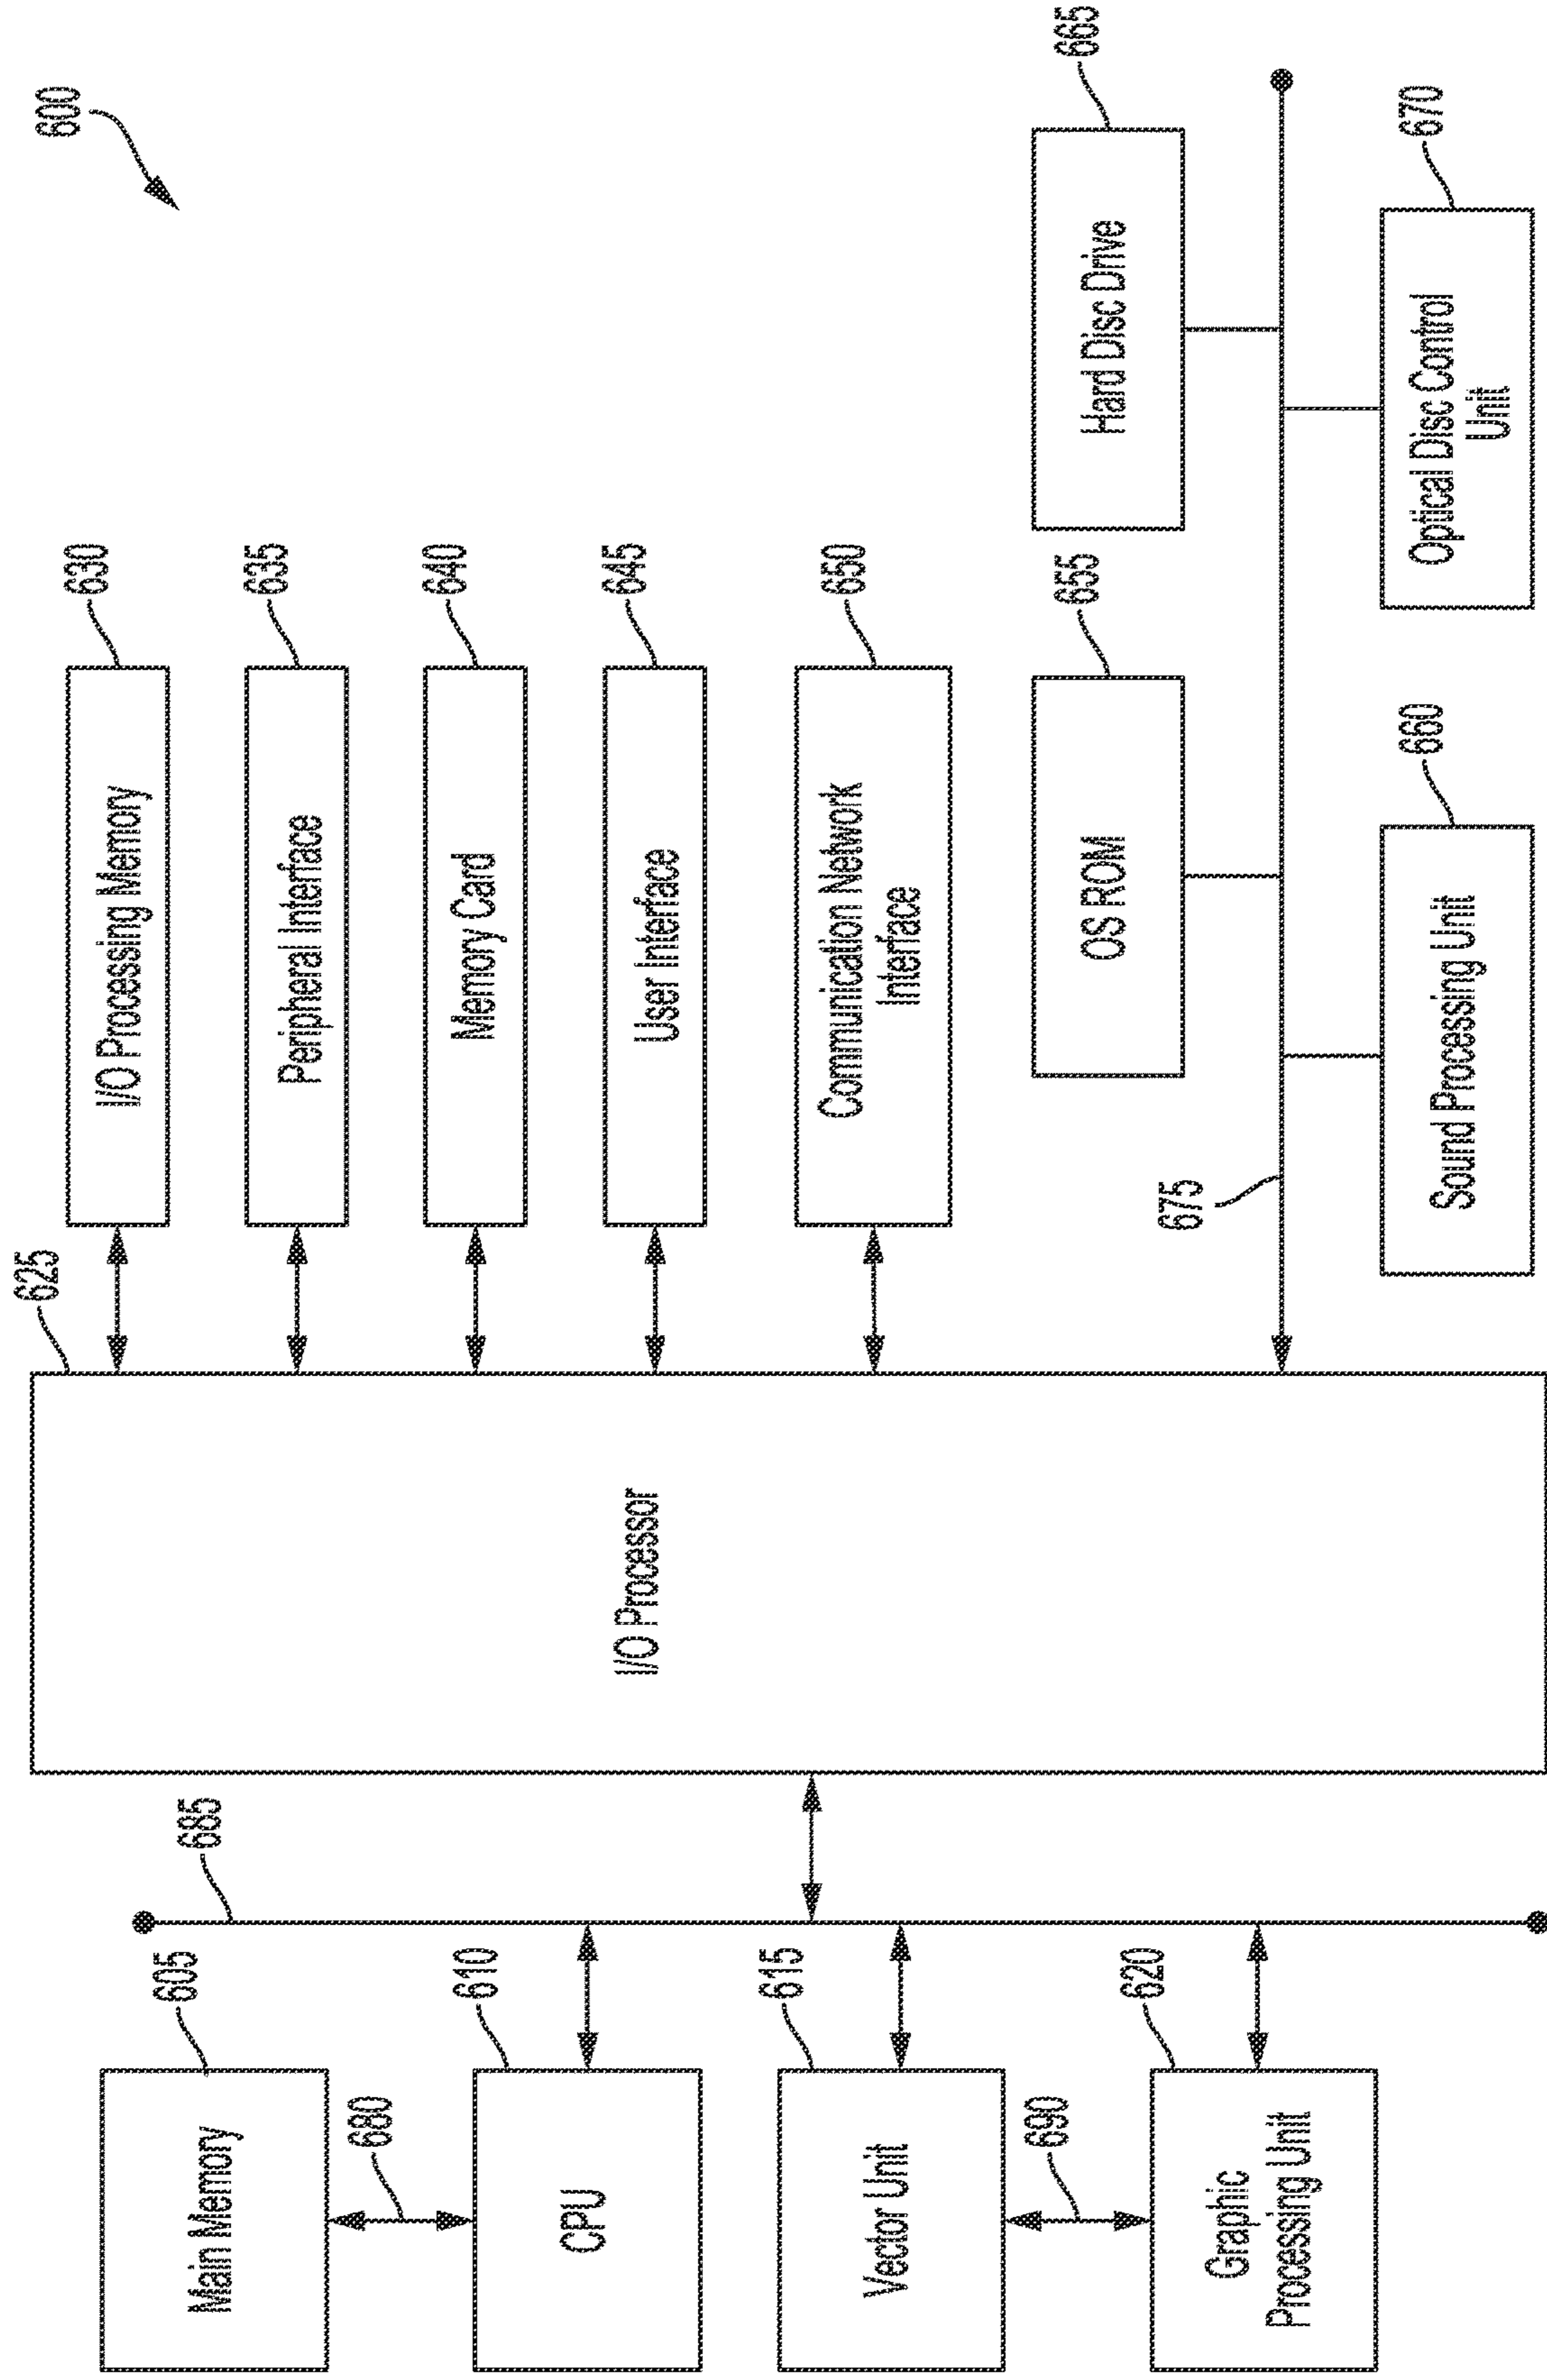 600
605
Main Memory
680
610
CPU
615
Vector Unit
690
620
Graphic
Processing Unit
685
625
I/O Processor
630
I/O Processing Memory
635
Peripheral Interface
640
Memory Card
645
User Interface
650
Communication Network
Interface
655
OS ROM
665
Hard Disc Drive
675
660
Sound Processing Unit
670
Optical Disc Control
Unit